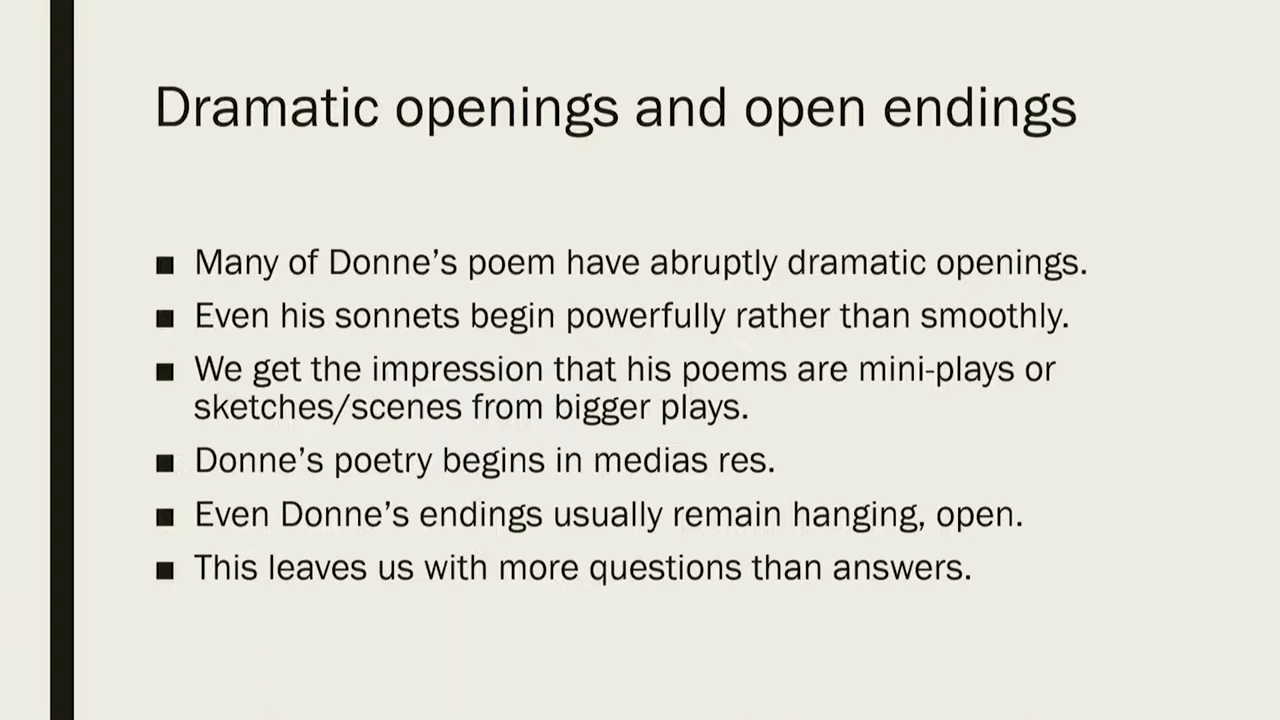 Dramatic openings and open endings
■ Many of Donne’s poem have abruptly dramatic openings.
■ Even his sonnets begin powerfully rather than smoothly.
■ We get the impression that his poems are mini-plays or
sketches/scenes from bigger plays.
■ Donne’s poetry begins in medias res.
■ Even Donne’s endings usually remain hanging, open.
■ This leaves us with more questions than answers.